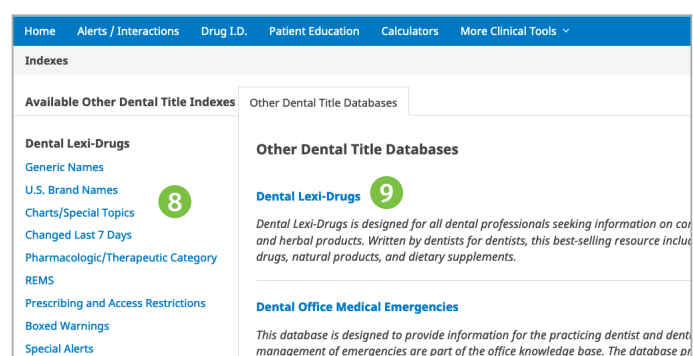 Home Alerts / Interactions Drug I.D. Patient Education Calculators More Clinical Tools
Indexes
Available Other Dental Title Indexes
Dental Lexi-Drugs
Generic Names
U.S. Brand Names
8
Charts/Special Topics
Changed Last 7 Days
Pharmacologic/Therapeutic Category
REMS
Prescribing and Access Restrictions
Boxed Warnings
Special Alerts
Other Dental Title Databases
Other Dental Title Databases
Dental Lexi-Drugs 9
Dental Lexi-Drugs is designed for all dental professionals seeking information on
and herbal products. Written by dentists for dentists, this best-selling resource
drugs, natural products, and dietary supplements.
Dental Office Medical Emergencies
This database is designed to provide information for the practicing dentist and
management of emergencies are part of the office knowledge base. The database